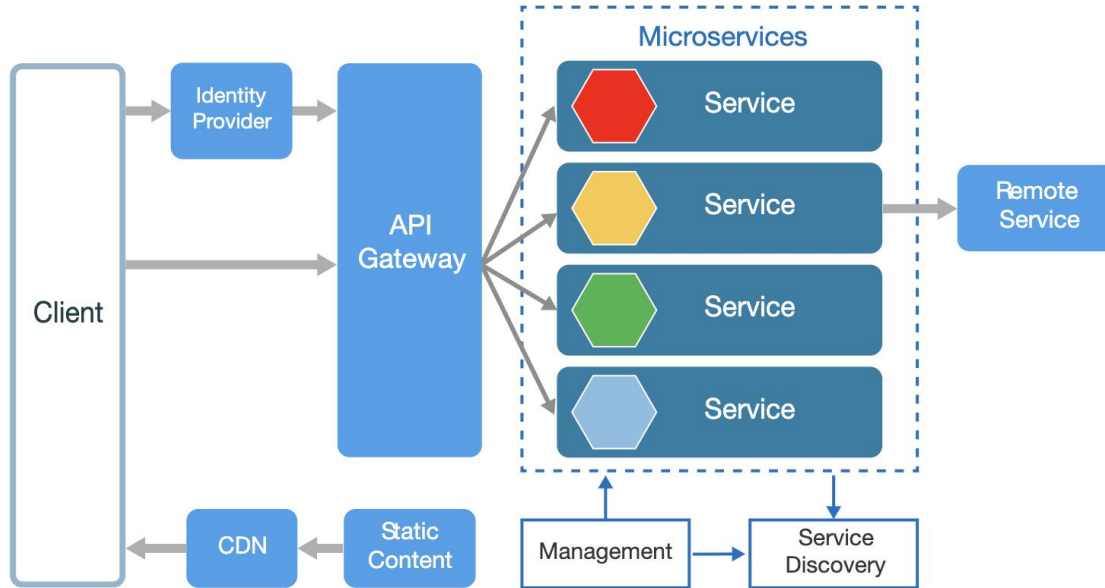 Microservices
Identity
Provider
Service
API
Gateway
Service
Remote
Service
Client
Service
Service
CDN
Static
Content
Management
Service
Discovery